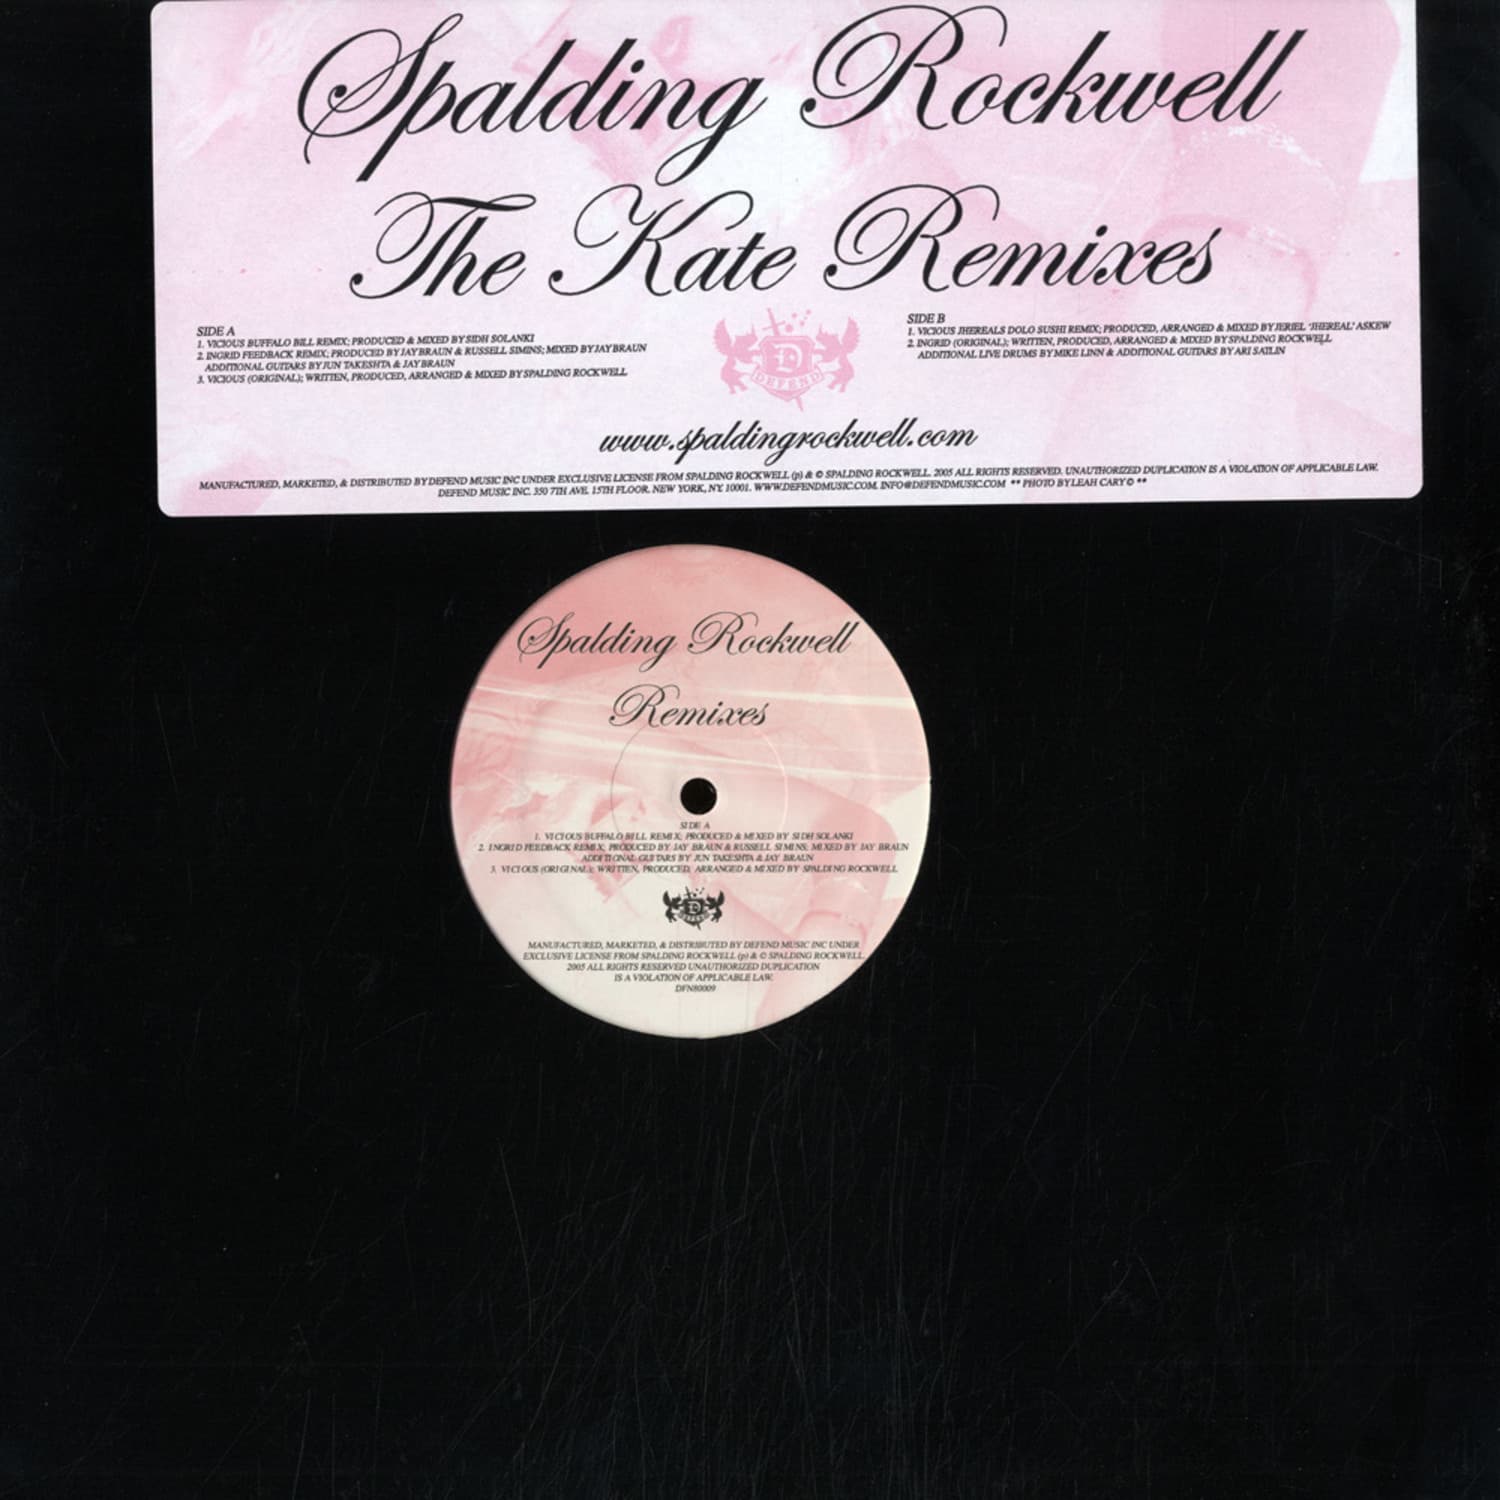 Spalding Rockwell
The Kate Remixes
SIDE A
1. VICIOUS BUFFALO BILL REMIX; PRODUCED & MIXED BY SIDH SOLANKI
2. INGRID FEEDBACK REMIX; PRODUCED BY JAY BRAUN & RUSSELL SIMINS; MIXED BY JAY BRAUN
ADDITIONAL GUITARS BY JUN TAKESHTA & JAY BRAUN
3. VICIOUS (ORIGINAL); WRITTEN, PRODUCED, ARRANGED & MIXED BY SPALDING ROCKWELL
SIDE B
1. VICIOUS JHEREALS DOLO SUSHI REMIX; PRODUCED, ARRANGED & MIXED BY JERIEL 'JHEREAL' ASKEW
2. INGRID (ORIGINAL); WRITTEN, PRODUCED, ARRANGED & MIXED BY SPALDING ROCKWELL
ADDITIONAL LIVE DRUMS BY MIKE LINN & ADDITIONAL GUITARS BY ARI SATLIN
D
DEFEND
www.spaldingrockwell.com
MANUFACTURED, MARKETED, & DISTRIBUTED BY DEFEND MUSIC INC UNDER EXCLUSIVE LICENSE FROM SPALDING ROCKWELL (p) & © SPALDING ROCKWELL. 2005 ALL RIGHTS RESERVED. UNAUTHORIZED DUPLICATION IS A VIOLATION OF APPLICABLE LAW.
DEFEND MUSIC INC. 350 7TH AVE. 15TH FLOOR. NEW YORK, NY. 10001. WWW.DEFENDMUSIC.COM. INFO@DEFENDMUSIC.COM ** PHOTO BY LEAH CARY © **
Spalding Rockwell
Remixes
SIDE A
1. VICIOUS BUFFALO BILL REMIX; PRODUCED & MIXED BY SIDH SOLANKI
2. INGRID FEEDBACK REMIX; PRODUCED BY JAY BRAUN & RUSSELL SIMINS; MIXED BY JAY BRAUN
ADDITIONAL GUITARS BY JUN TAKESHTA & JAY BRAUN
3. VICIOUS (ORIGINAL); WRITTEN, PRODUCED, ARRANGED & MIXED BY SPALDING ROCKWELL
D
DEFEND
MANUFACTURED, MARKETED, & DISTRIBUTED BY DEFEND MUSIC INC UNDER
EXCLUSIVE LICENSE FROM SPALDING ROCKWELL (p) & © SPALDING ROCKWELL.
2005 ALL RIGHTS RESERVED UNAUTHORIZED DUPLICATION
IS A VIOLATION OF APPLICABLE LAW.
DFN80009